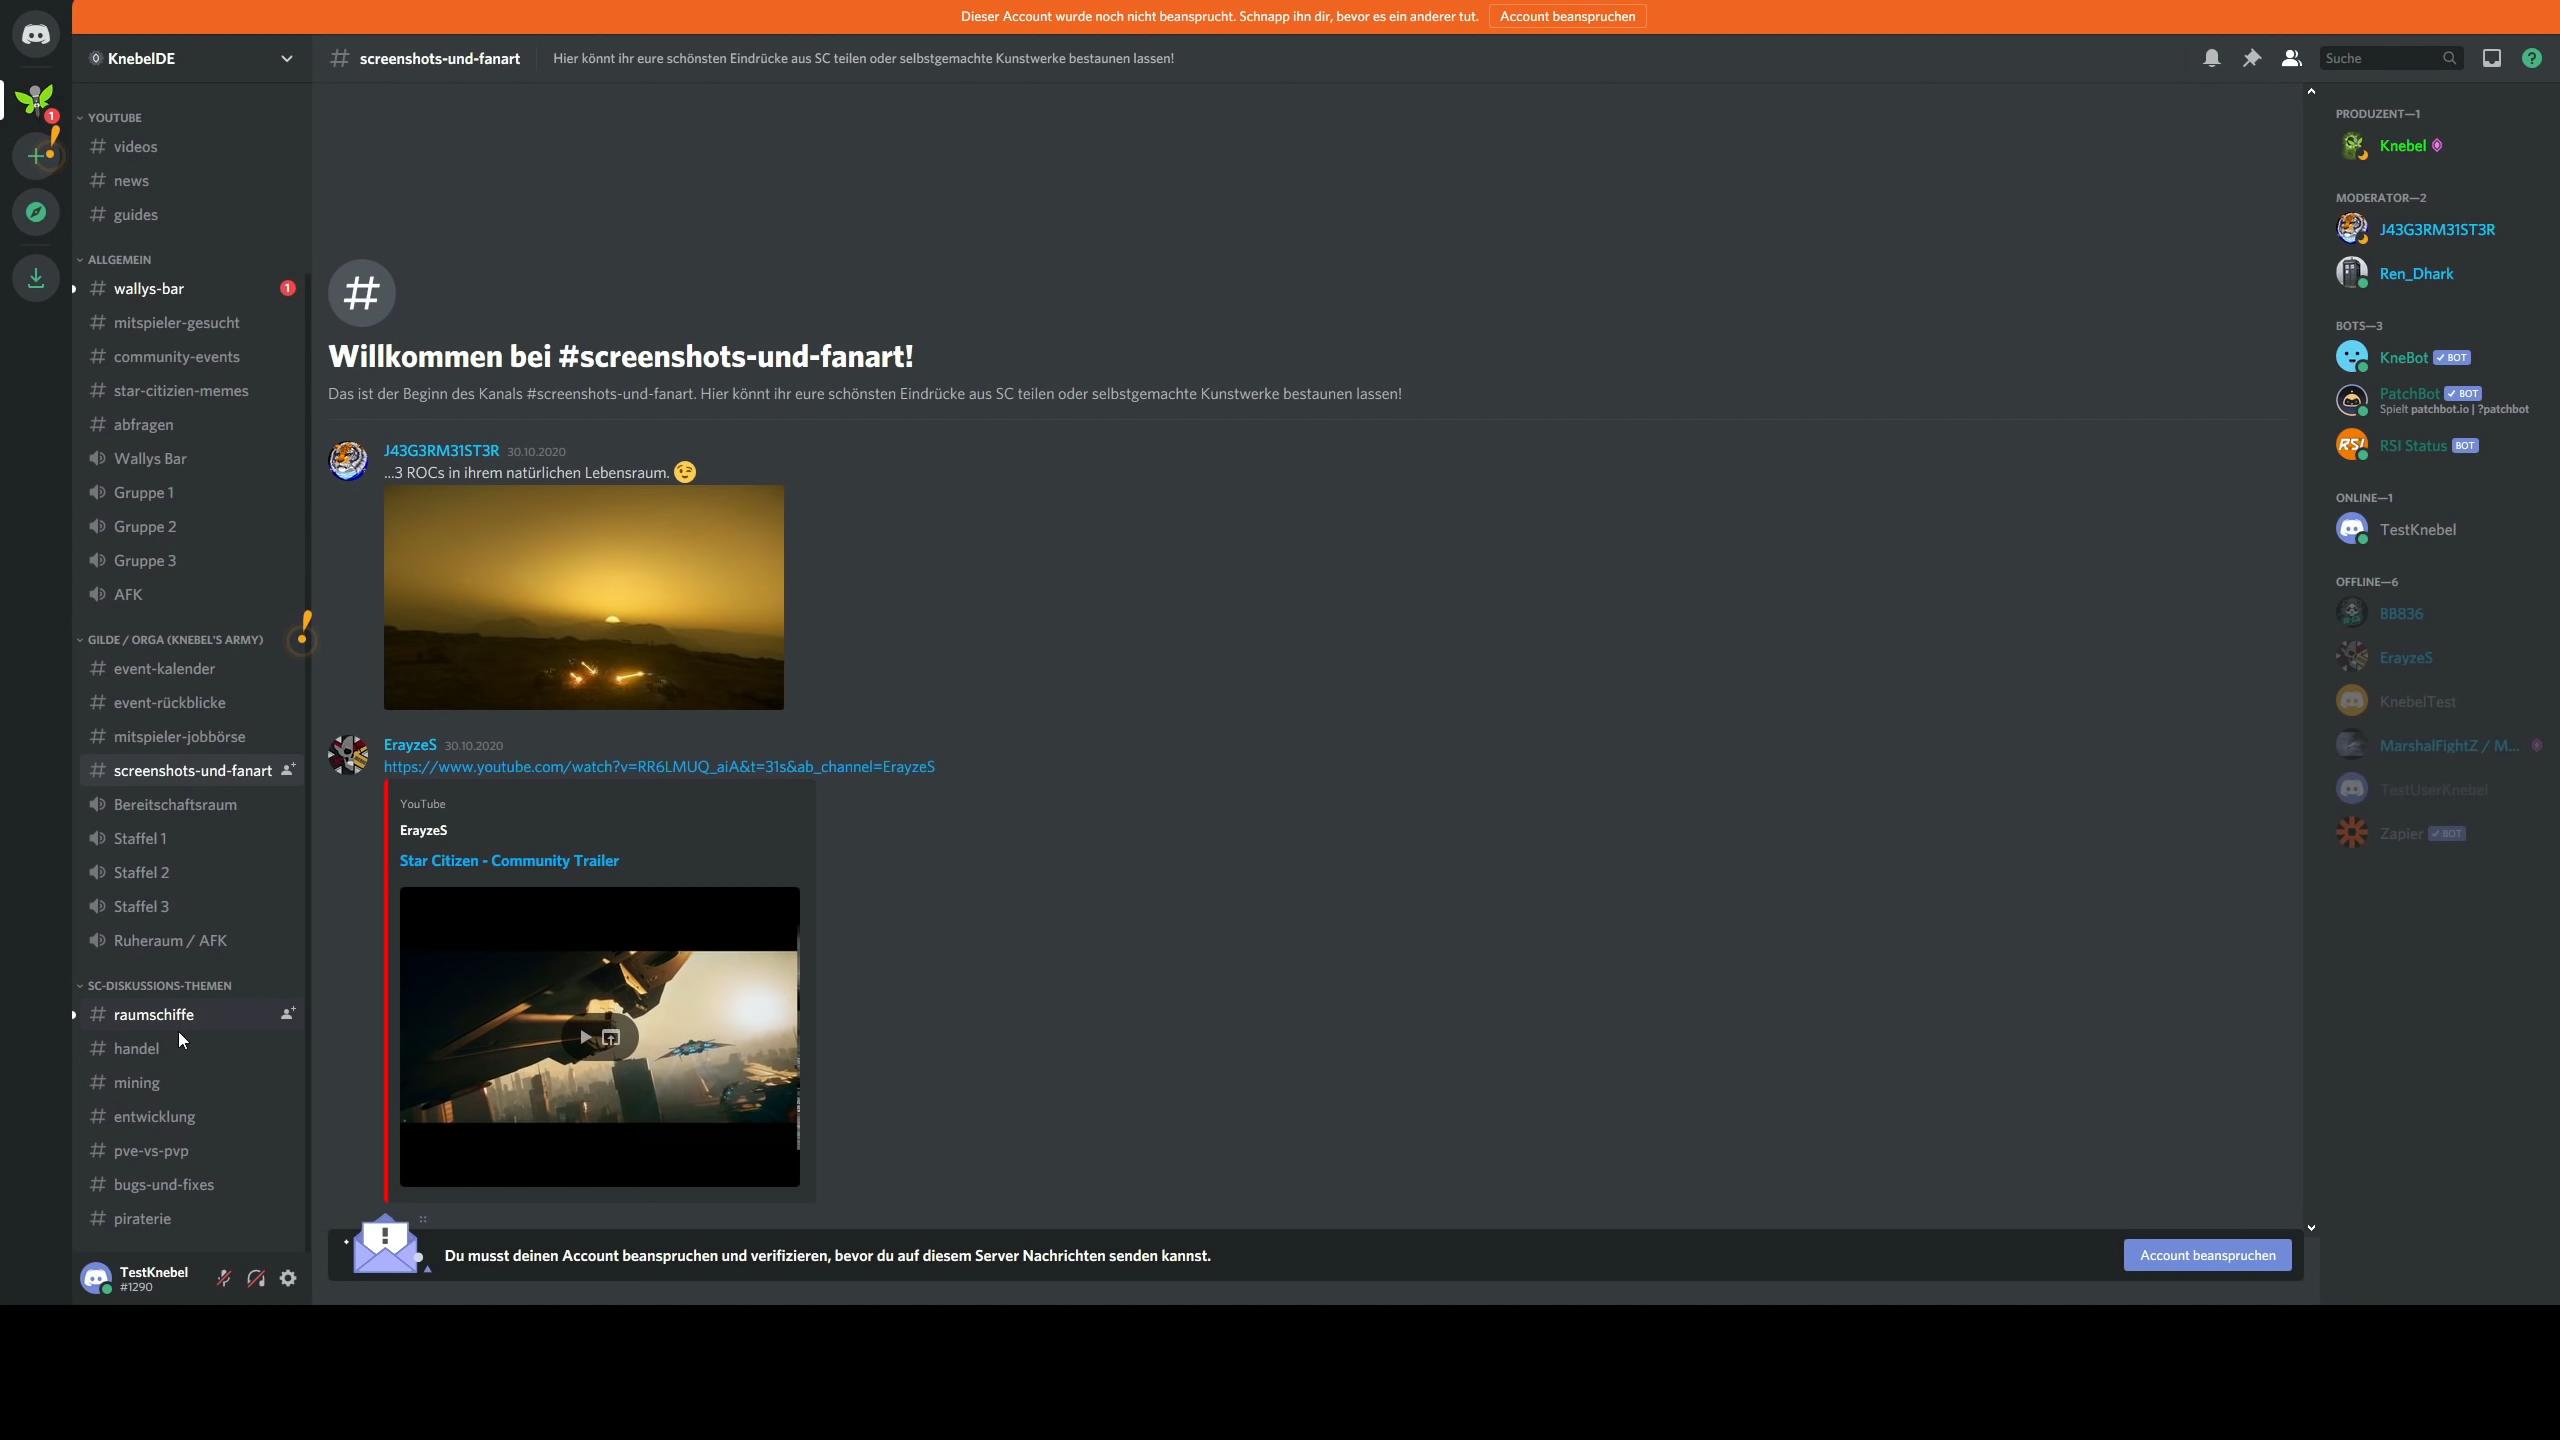 Dieser Account wurde noch nicht beansprucht. Schnapp ihn dir, bevor es ein anderer tut. Account beanspruchen
KnebelDE
screenshots-und-fanart
Hier könnt ihr eure schönsten Eindrücke aus SC teilen oder selbstgemachte Kunstwerke bestaunen lassen!
Suche
1
YOUTUBE
videos
news
guides
ALLGEMEIN
wallys-bar 1
mitspieler-gesucht
community-events
star-citizien-memes
abfragen
Wallys Bar
Gruppe 1
Gruppe 2
Gruppe 3
AFK
GILDE / ORGA (KNEBEL'S ARMY)
event-kalender
event-rückblicke
mitspieler-jobbörse
screenshots-und-fanart
Bereitschaftsraum
Staffel 1
Staffel 2
Staffel 3
Ruheraum / AFK
SC-DISKUSSIONS-THEMEN
raumschiffe
handel
mining
entwicklung
pve-vs-pvp
bugs-und-fixes
piraterie
TestKnebel
#1290
Willkommen bei #screenshots-und-fanart!
Das ist der Beginn des Kanals #screenshots-und-fanart. Hier könnt ihr eure schönsten Eindrücke aus SC teilen oder selbstgemachte Kunstwerke bestaunen lassen!
J43G3RM31ST3R 30.10.2020
...3 ROCs in ihrem natürlichen Lebensraum.
ErayzeS 30.10.2020
https://www.youtube.com/watch?v=RR6LMUQ_aiA&t=31s&ab_channel=ErayzeS
YouTube
ErayzeS
Star Citizen - Community Trailer
Du musst deinen Account beanspruchen und verifizieren, bevor du auf diesem Server Nachrichten senden kannst.
Account beanspruchen
PRODUZENT—1
Knebel
MODERATOR—2
J43G3RM31ST3R
Ren_Dhark
BOTS—3
KneBot BOT
PatchBot BOT
Spielt patchbot.io | ?patchbot
RSI
RSI Status BOT
ONLINE—1
TestKnebel
OFFLINE—6
BB836
ErayzeS
KnebelTest
MarshalFightZ / M...
TestUserKnebel
Zapier BOT